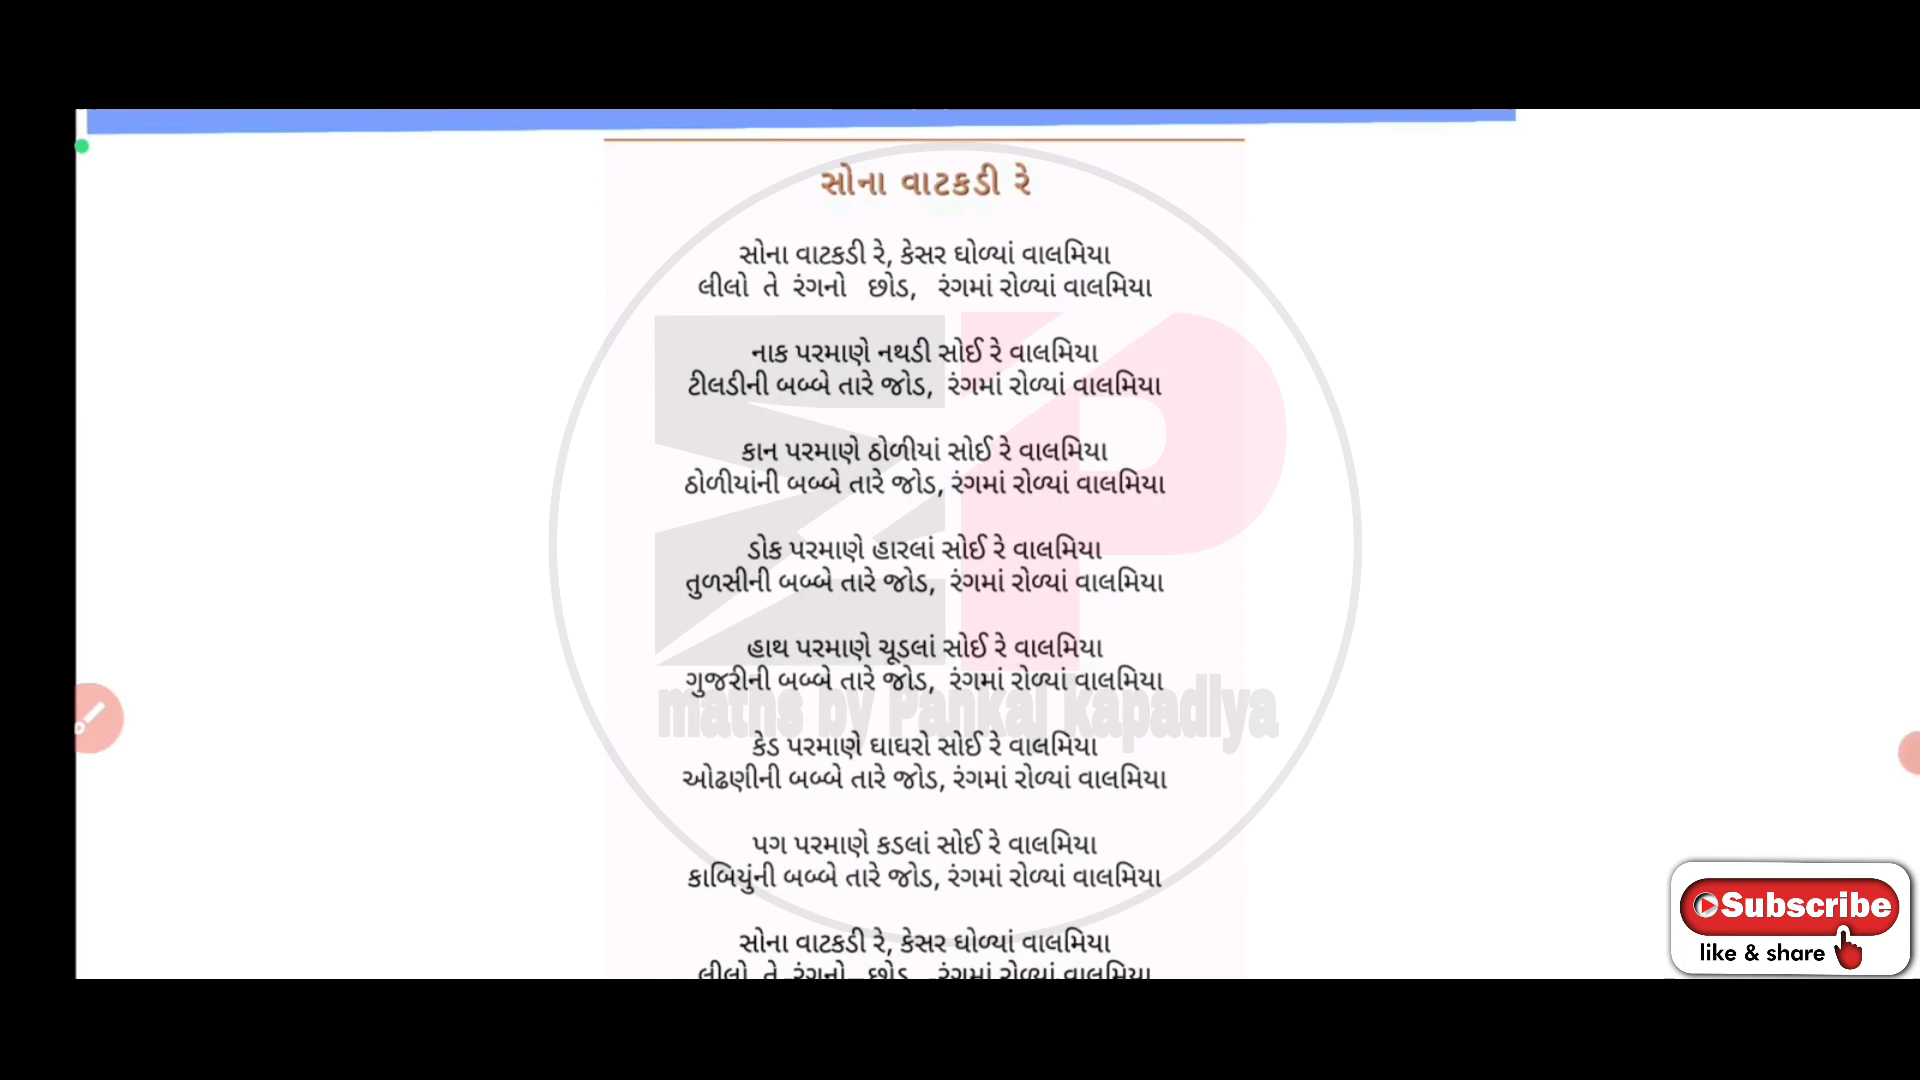 સોના વાટકડી રે
સોના વાટકડી રે, કેસર ઘોળ્યાં વાલમિયા
લીલો તે રંગનો છોડ, રંગમાં રોળ્યાં વાલમિયા
નાક પરમાણે નથડી સોઈ રે વાલમિયા
ટીલડીની બબ્બે તારે જોડ, રંગમાં રોળ્યાં વાલમિયા
કાન પરમાણે ઠોળીયાં સોઈ રે વાલમિયા
ઠોળીયાંની બબ્બે તારે જોડ, રંગમાં રોળ્યાં વાલમિયા
ડોક પરમાણે હારલાં સોઈ રે વાલમિયા
તુળસીની બબ્બે તારે જોડ, રંગમાં રોળ્યાં વાલમિયા
હાથ પરમાણે ચૂડલાં સોઈ રે વાલમિયા
ગુજરીની બબ્બે તારે જોડ, રંગમાં રોળ્યાં વાલમિયા
maths by Pankaj kapadiya
કેડ પરમાણે ઘાઘરો સોઈ રે વાલમિયા
ઓઢણીની બબ્બે તારે જોડ, રંગમાં રોળ્યાં વાલમિયા
પગ પરમાણે કડલાં સોઈ રે વાલમિયા
કાબિયુંની બબ્બે તારે જોડ, રંગમાં રોળ્યાં વાલમિયા
સોના વાટકડી રે, કેસર ઘોળ્યાં વાલમિયા
લીલો તે રંગનો છોડ, રંગમાં રોળ્યાં વાલમિયા
Subscribe
like & share